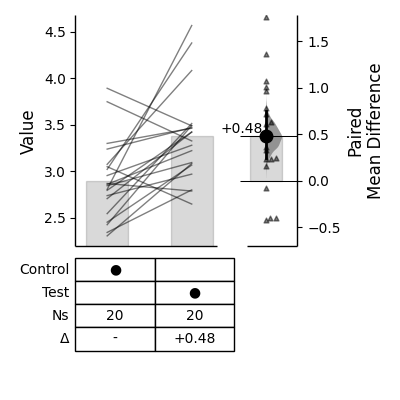 4.5
4.0
3.5
3.0
2.5
Value
+0.48
1.5
1.0
0.5
0.0
−0.5
Paired
Mean Difference
Control
Test
Ns 20 20
Δ - +0.48